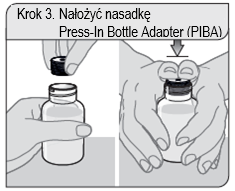 Krok 3. Nałożyć nasadkę
Press-In Bottle Adapter (PIBA)